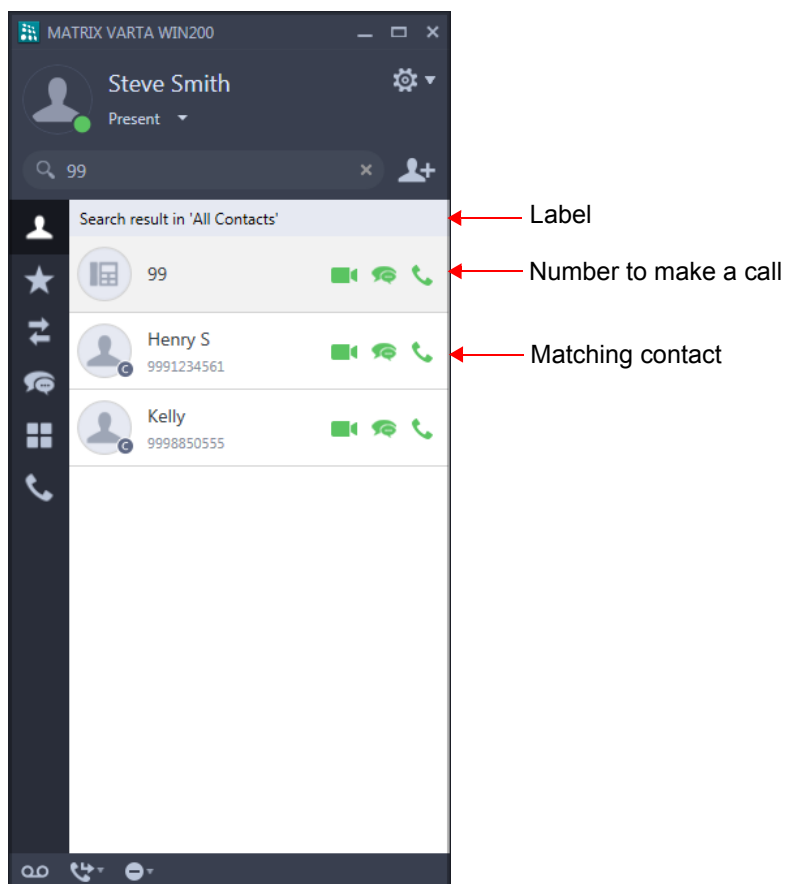 MATRIX VARTA WIN200
Steve Smith
Present
99
Search result in 'All Contacts'
Label
99
Number to make a call
Henry S
9991234561
C
Matching contact
Kelly
9998850555
C